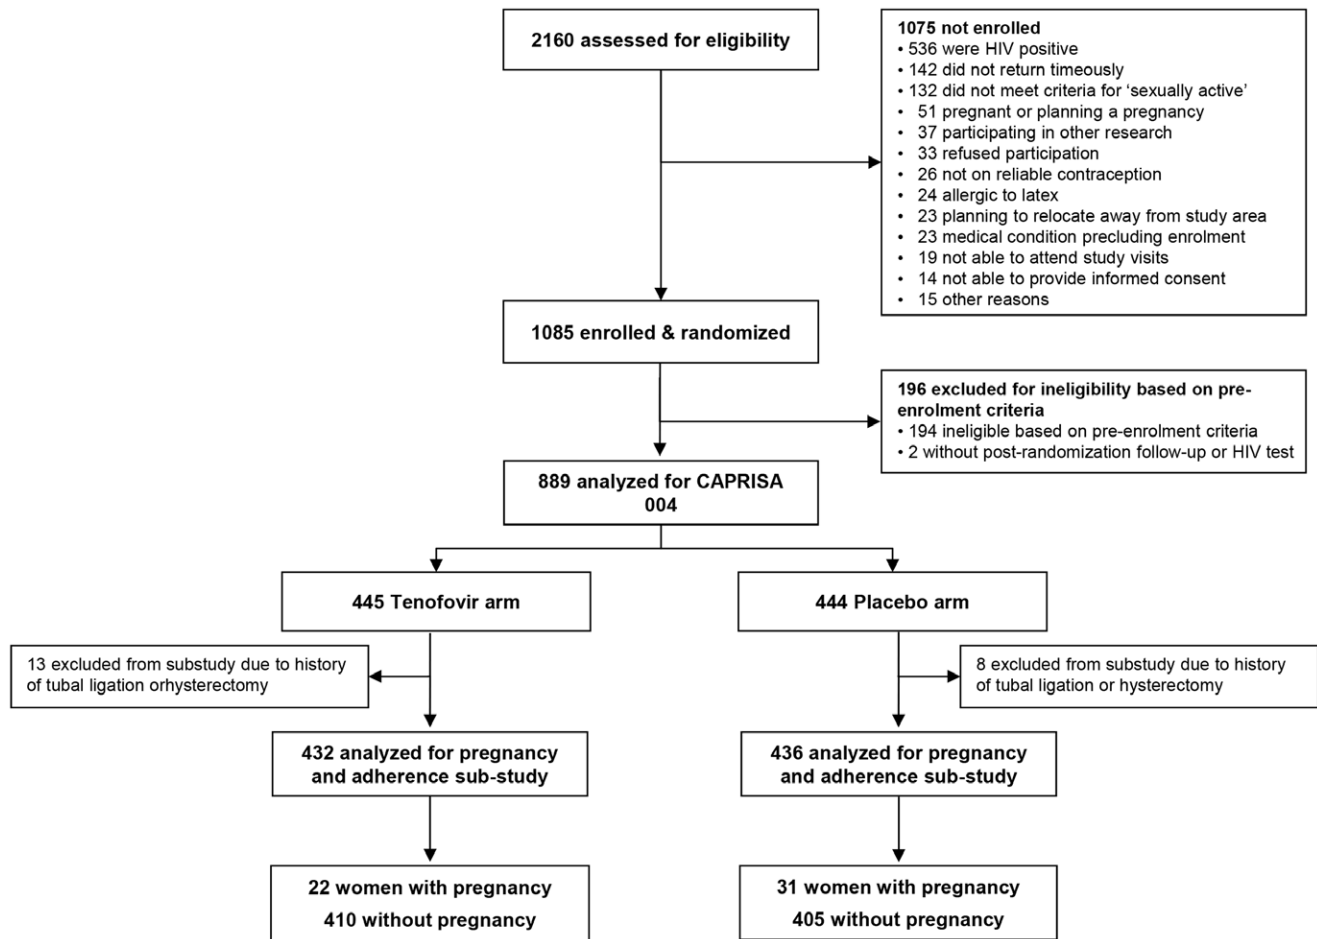 2160 assessed for eligibility
1075 not enrolled
• 536 were HIV positive
• 142 did not return timeously
• 132 did not meet criteria for ‘sexually active’
• 51 pregnant or planning a pregnancy
• 37 participating in other research
• 33 refused participation
• 26 not on reliable contraception
• 24 allergic to latex
• 23 planning to relocate away from study area
• 23 medical condition precluding enrolment
• 19 not able to attend study visits
• 14 not able to provide informed consent
• 15 other reasons
1085 enrolled & randomized
196 excluded for ineligibility based on pre-
enrolment criteria
• 194 ineligible based on pre-enrolment criteria
• 2 without post-randomization follow-up or HIV test
889 analyzed for CAPRISA
004
445 Tenofovir arm
444 Placebo arm
13 excluded from substudy due to history
of tubal ligation orhysterectomy
8 excluded from substudy due to history
of tubal ligation or hysterectomy
432 analyzed for pregnancy
and adherence sub-study
436 analyzed for pregnancy
and adherence sub-study
22 women with pregnancy
410 without pregnancy
31 women with pregnancy
405 without pregnancy